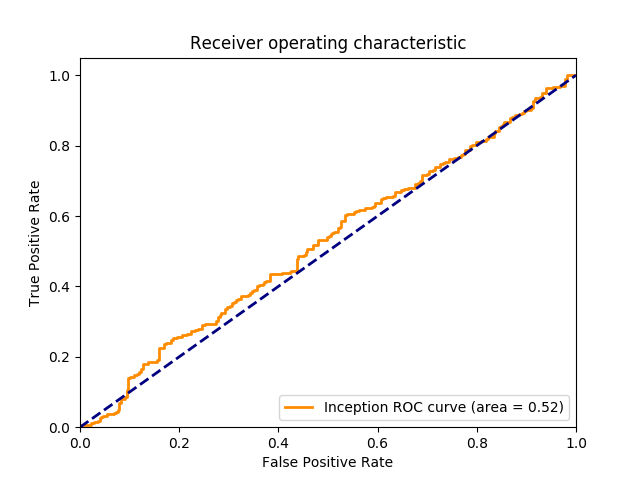 Receiver operating characteristic
True Positive Rate
1.0
0.8
0.6
0.4
0.2
0.0
Inception ROC curve (area = 0.52)
0.0 0.2 0.4 0.6 0.8 1.0
False Positive Rate